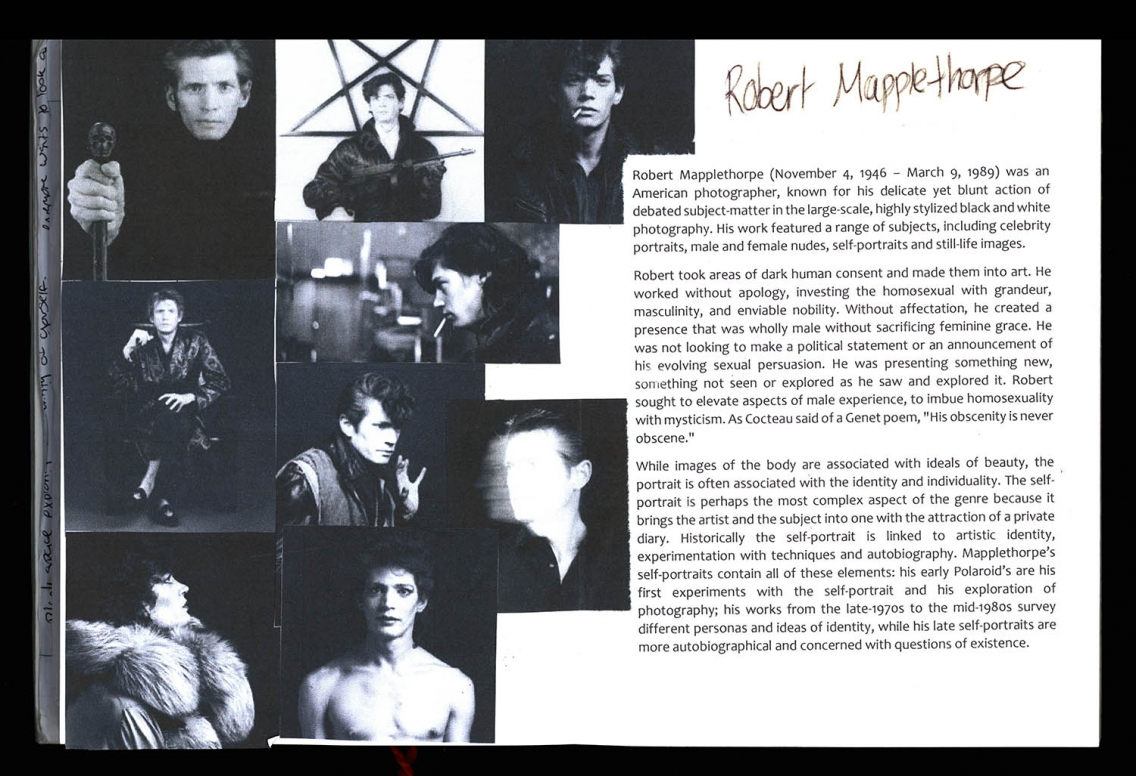 Robert Mapplethorpe
Robert Mapplethorpe (November 4, 1946 – March 9, 1989) was an
American photographer, known for his delicate yet blunt action of
debated subject-matter in the large-scale, highly stylized black and white
photography. His work featured a range of subjects, including celebrity
portraits, male and female nudes, self-portraits and still-life images.
Robert took areas of dark human consent and made them into art. He
worked without apology, investing the homosexual with grandeur,
masculinity, and enviable nobility. Without affectation, he created a
presence that was wholly male without sacrificing feminine grace. He
was not looking to make a political statement or an announcement of
his evolving sexual persuasion. He was presenting something new,
something not seen or explored as he saw and explored it. Robert
sought to elevate aspects of male experience, to imbue homosexuality
with mysticism. As Cocteau said of a Genet poem, "His obscenity is never
obscene."
While images of the body are associated with ideals of beauty, the
portrait is often associated with the identity and individuality. The self-
portrait is perhaps the most complex aspect of the genre because it
brings the artist and the subject into one with the attraction of a private
diary. Historically the self-portrait is linked to artistic identity,
experimentation with techniques and autobiography. Mapplethorpe's
self-portraits contain all of these elements: his early Polaroid's are his
first experiments with the self-portrait and his exploration of
photography; his works from the late-1970s to the mid-1980s survey
different personas and ideas of identity, while his late self-portraits are
more autobiographical and concerned with questions of existence.